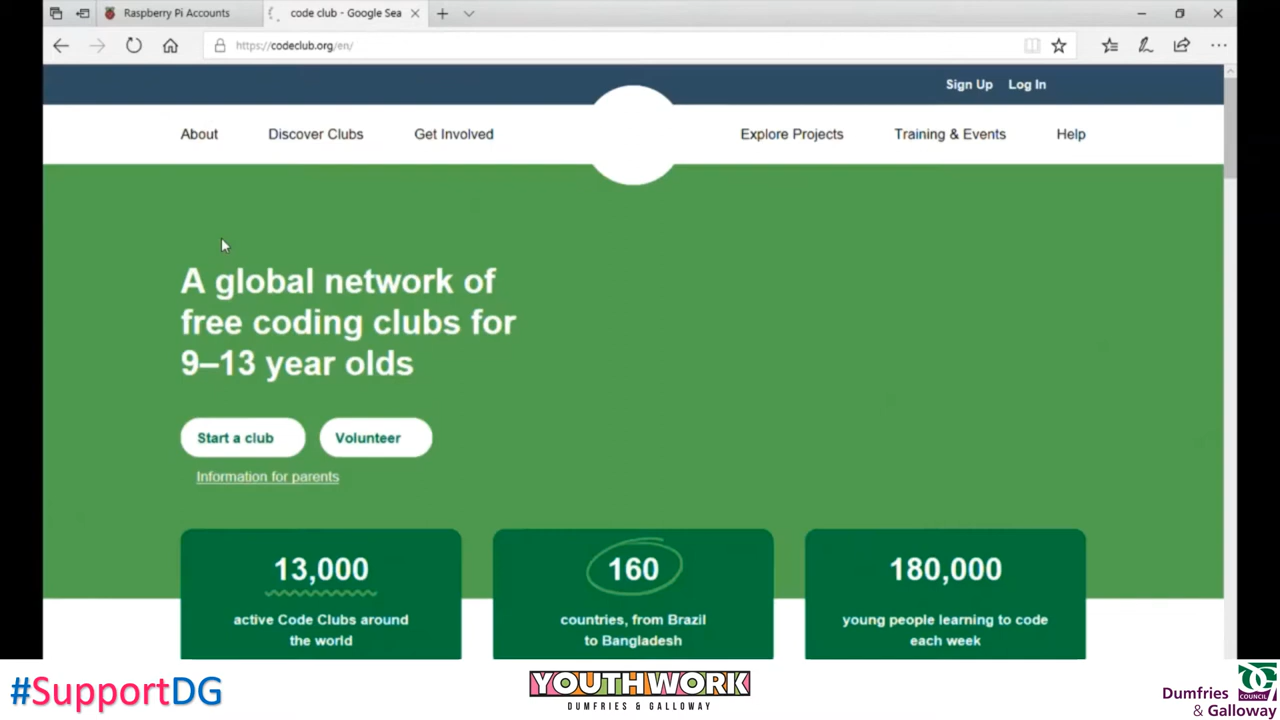 Raspberry Pi Accounts
code club - Google Sea
https://codeclub.org/en/
Sign Up Log In
About Discover Clubs Get Involved Explore Projects Training & Events Help
A global network of
free coding clubs for
9–13 year olds
Start a club Volunteer
Information for parents
13,000 160 180,000
active Code Clubs around countries, from Brazil young people learning to code
the world to Bangladesh each week
#SupportDG
YOUTHWORK
DUMFRIES & GALLOWAY
COUNCIL
Dumfries
& Galloway